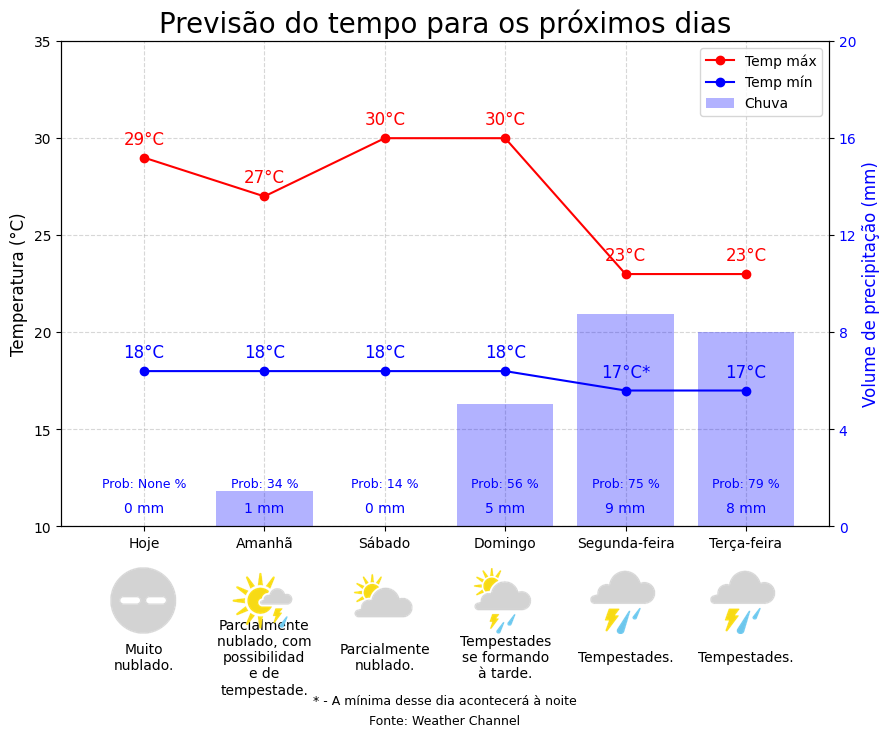 Previsão do tempo para os próximos dias
Temperatura (°C)
Volume de precipitação (mm)
35
30
25
20
15
10
20
16
12
8
4
0
Temp máx
Temp mín
Chuva
29°C
27°C
30°C
30°C
23°C
23°C
18°C
18°C
18°C
18°C
17°C*
17°C
Prob: None %
Prob: 34 %
Prob: 14 %
Prob: 56 %
Prob: 75 %
Prob: 79 %
0 mm
1 mm
0 mm
5 mm
9 mm
8 mm
Hoje
Amanhã
Sábado
Domingo
Segunda-feira
Terça-feira
Muito
nublado.
Parcialmente
nublado, com
possibilidad
e de
tempestade.
Parcialmente
nublado.
Tempestades
se formando
à tarde.
Tempestades.
Tempestades.
* - A mínima desse dia acontecerá à noite
Fonte: Weather Channel